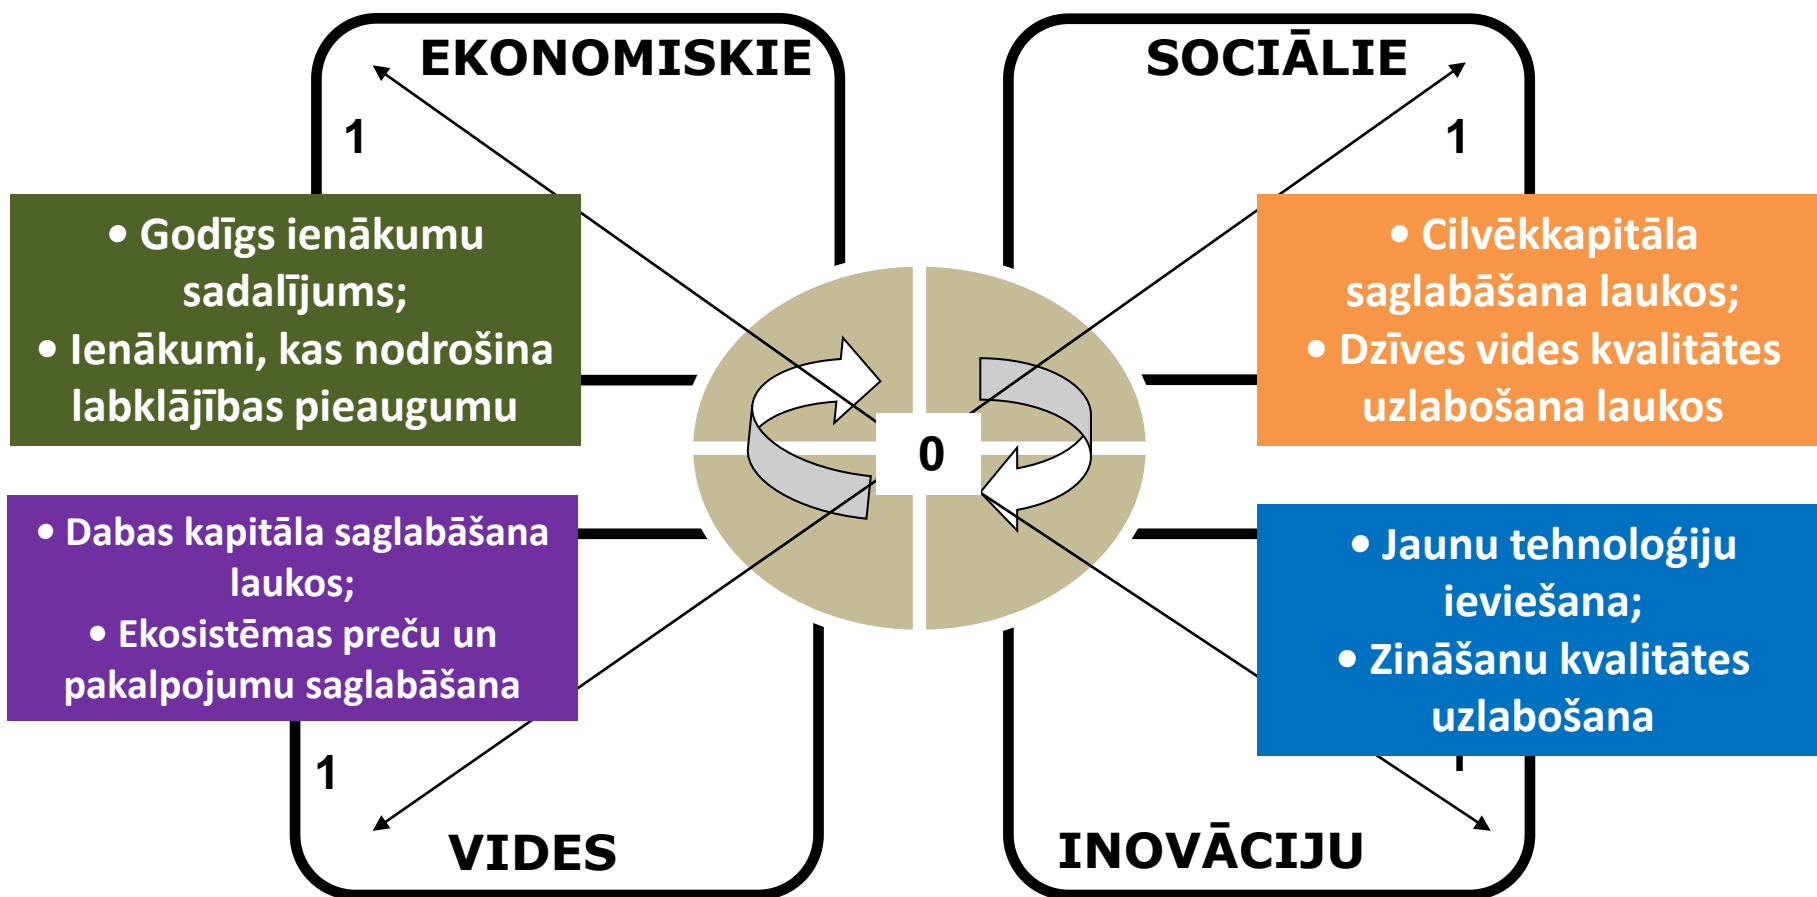 EKONOMISKIE
1
• Godīgs ienākumu
sadalījums;
• Ienākumi, kas nodrošina
labklājības pieaugumu
SOCIĀLIE
1
• Cilvēkkapitāla
saglabāšana laukos;
• Dzīves vides kvalitātes
uzlabošana laukos
0
• Dabas kapitāla saglabāšana
laukos;
• Ekosistēmas preču un
pakalpojumu saglabāšana
1
VIDES
• Jaunu tehnoloģiju
ieviešana;
• Zināšanu kvalitātes
uzlabošana
INOVĀCIJU